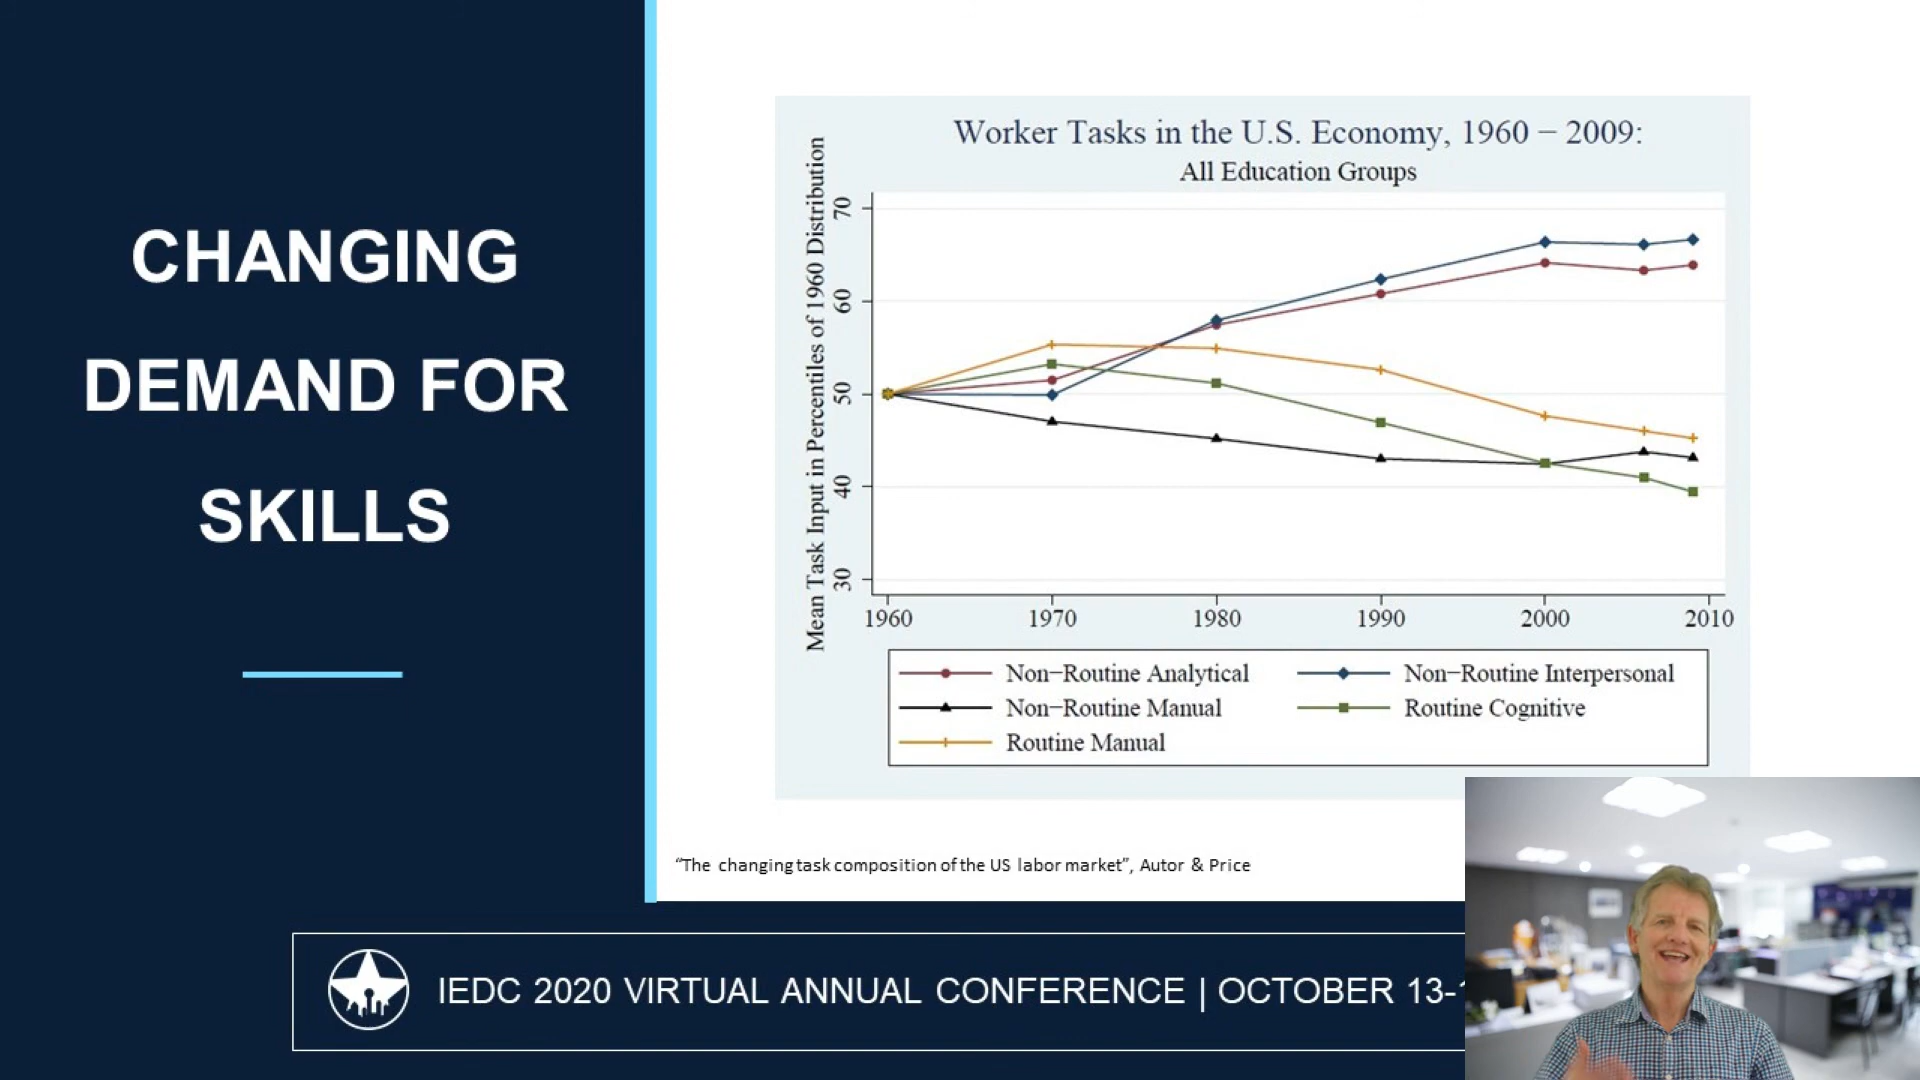 CHANGING
DEMAND FOR
SKILLS
Worker Tasks in the U.S. Economy, 1960 – 2009:
All Education Groups
Mean Task Input in Percentiles of 1960 Distribution
70
60
50
40
30
1960 1970 1980 1990 2000 2010
Non–Routine Analytical Non–Routine Interpersonal
Non–Routine Manual Routine Cognitive
Routine Manual
“The changing task composition of the US labor market”, Autor & Price
IEDC 2020 VIRTUAL ANNUAL CONFERENCE | OCTOBER 13-